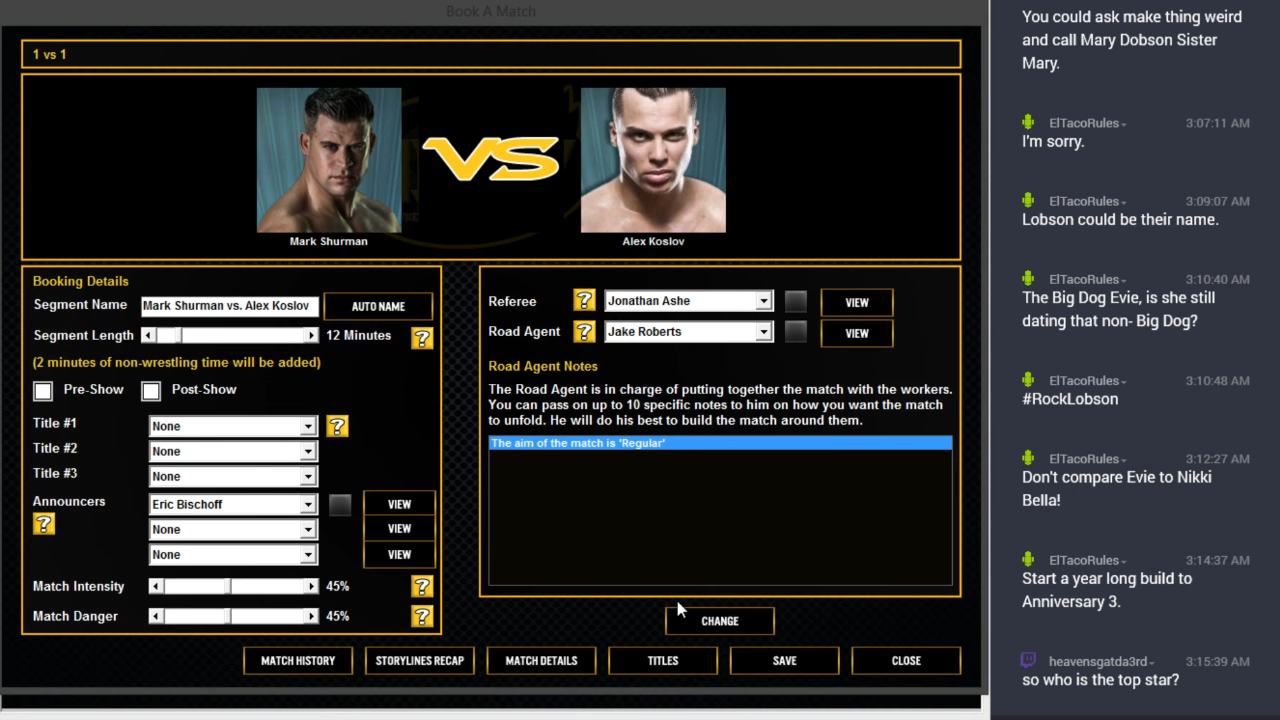 Book A Match
1 vs 1
VS
Mark Shurman
Alex Koslov
Booking Details
Segment Name
Mark Shurman vs. Alex Koslov
AUTO NAME
Segment Length
12 Minutes
?
(2 minutes of non-wrestling time will be added)
Pre-Show
Post-Show
Title #1
None
?
Title #2
None
Title #3
None
Announcers
Eric Bischoff
VIEW
?
None
VIEW
None
VIEW
Match Intensity
45%
?
Match Danger
45%
?
Referee
?
Jonathan Ashe
VIEW
Road Agent
?
Jake Roberts
VIEW
Road Agent Notes
The Road Agent is in charge of putting together the match with the workers.
You can pass on up to 10 specific notes to him on how you want the match
to unfold. He will do his best to build the match around them.
The aim of the match is 'Regular'
CHANGE
MATCH HISTORY
STORYLINES RECAP
MATCH DETAILS
TITLES
SAVE
CLOSE
You could ask make thing weird
and call Mary Dobson Sister
Mary.
ElTacoRules
3:07:11 AM
I'm sorry.
ElTacoRules
3:09:07 AM
Lobson could be their name.
ElTacoRules
3:10:40 AM
The Big Dog Evie, is she still
dating that non- Big Dog?
ElTacoRules
3:10:48 AM
#RockLobson
ElTacoRules
3:12:27 AM
Don't compare Evie to Nikki
Bella!
ElTacoRules
3:14:37 AM
Start a year long build to
Anniversary 3.
heavensgatda3rd
3:15:39 AM
so who is the top star?